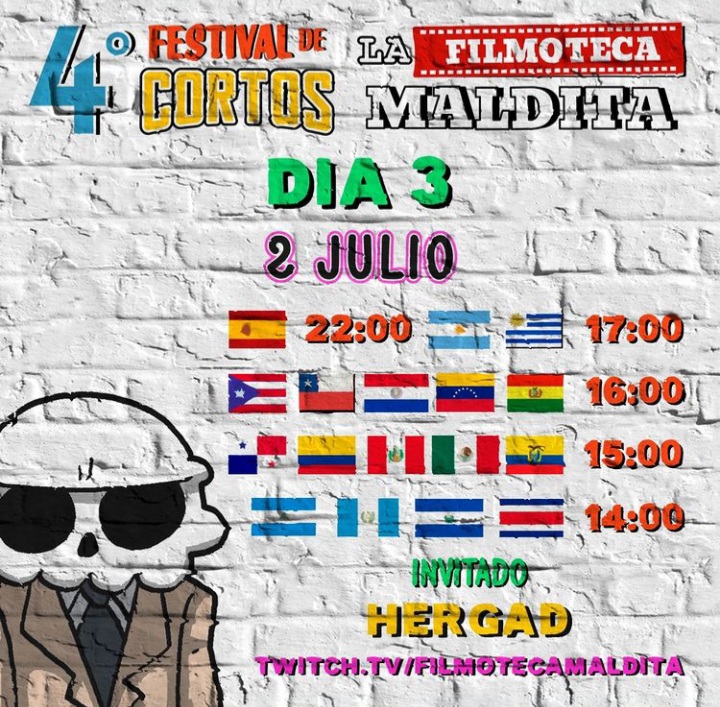 4º FESTIVAL DE CORTOS
LA FILMOTECA MALDITA
DIA 3
2 JULIO
22:00 17:00
16:00
15:00
14:00
INVITADO
HERGAD
TWITCH.TV/FILMOTECAMALDITA